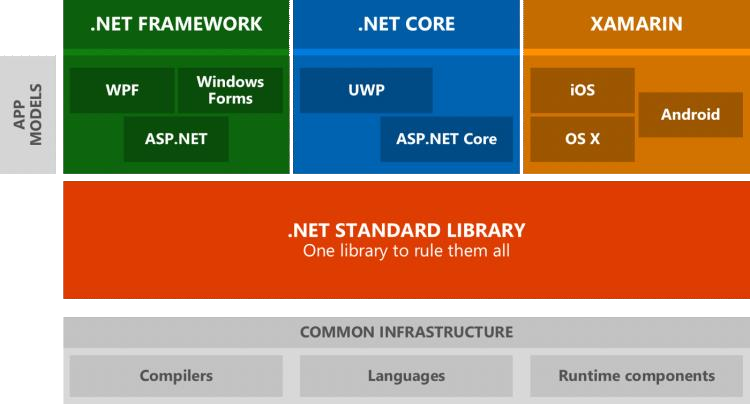 .NET FRAMEWORK
.NET CORE
XAMARIN
APP
MODELS
WPF
Windows
Forms
ASP.NET
UWP
ASP.NET Core
iOS
Android
OS X
.NET STANDARD LIBRARY
One library to rule them all
COMMON INFRASTRUCTURE
Compilers
Languages
Runtime components